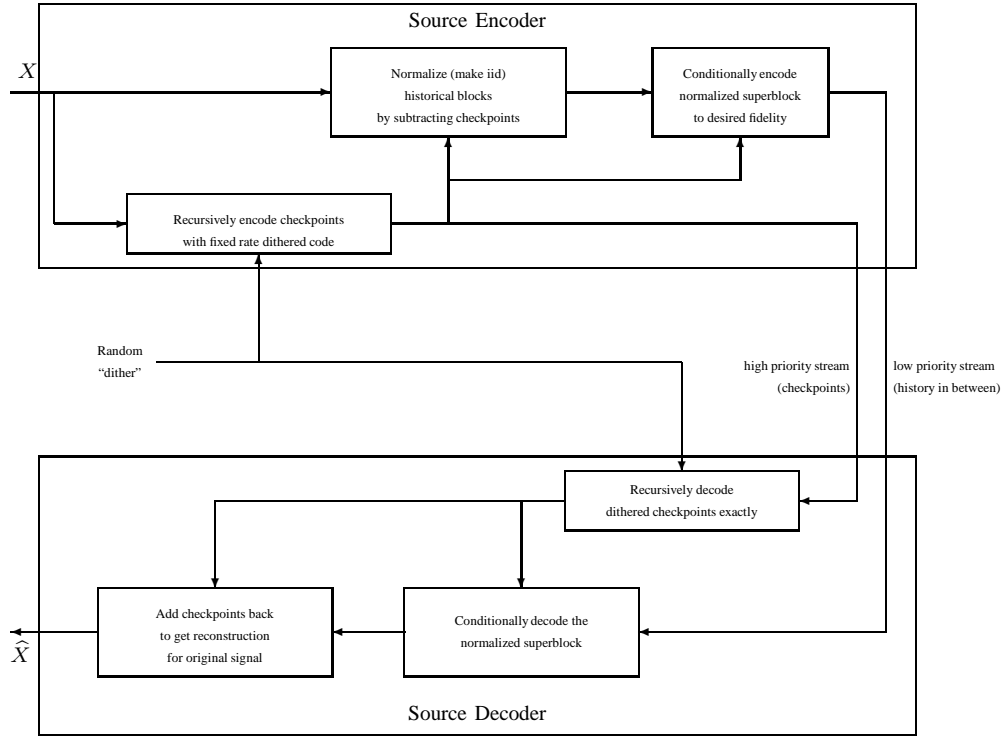 Source Encoder
X
Normalize (make iid)
historical blocks
by subtracting checkpoints
Conditionally encode
normalized superblock
to desired fidelity
Recursively encode checkpoints
with fixed rate dithered code
Random
“dither”
high priority stream
(checkpoints)
low priority stream
(history in between)
Recursively decode
dithered checkpoints exactly
Add checkpoints back
to get reconstruction
for original signal
Conditionally decode the
normalized superblock
X̂
Source Decoder